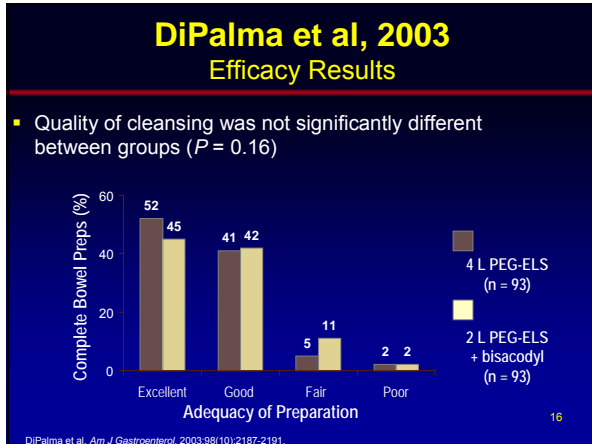 DiPalma et al, 2003
Efficacy Results
▪ Quality of cleansing was not significantly different
between groups (P = 0.16)
Complete Bowel Preps (%)
60
40
20
0
52
45
41
42
5
11
2
2
Excellent
Good
Fair
Poor
Adequacy of Preparation
4 L PEG-ELS
(n = 93)
2 L PEG-ELS
+ bisacodyl
(n = 93)
16
DiPalma et al. Am J Gastroenterol. 2003;98(10):2187-2191.